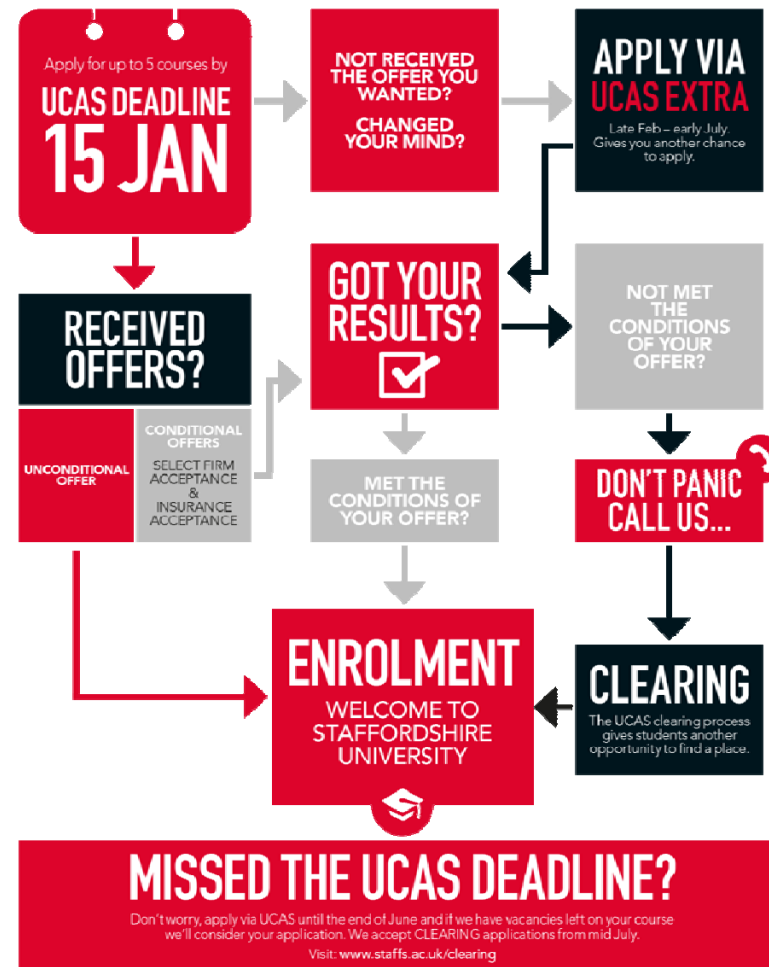 Apply for up to 5 courses by
UCAS DEADLINE
15 JAN
NOT RECEIVED
THE OFFER YOU
WANTED?
CHANGED
YOUR MIND?
APPLY VIA
UCAS EXTRA
Late Feb – early July.
Gives you another chance
to apply.
RECEIVED
OFFERS?
UNCONDITIONAL
OFFER
CONDITIONAL
OFFERS
SELECT FIRM
ACCEPTANCE
&
INSURANCE
ACCEPTANCE
GOT YOUR
RESULTS?
NOT MET
THE
CONDITIONS
OF YOUR
OFFER?
MET THE
CONDITIONS OF
YOUR OFFER?
DON'T PANIC
CALL US...
ENROLMENT
WELCOME TO
STAFFORDSHIRE
UNIVERSITY
CLEARING
The UCAS clearing process
gives students another
opportunity to find a place.
MISSED THE UCAS DEADLINE?
Don't worry, apply via UCAS until the end of June and if we have vacancies left on your course
we'll consider your application. We accept CLEARING applications from mid July.
Visit: www.staffs.ac.uk/clearing